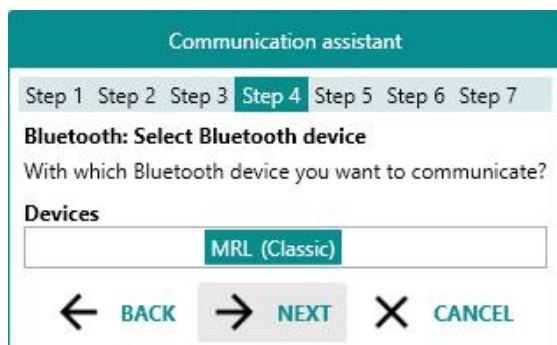 Communication assistant
Step 1 Step 2 Step 3 Step 4 Step 5 Step 6 Step 7
Bluetooth: Select Bluetooth device
With which Bluetooth device you want to communicate?
Devices
MRL (Classic)
BACK NEXT CANCEL